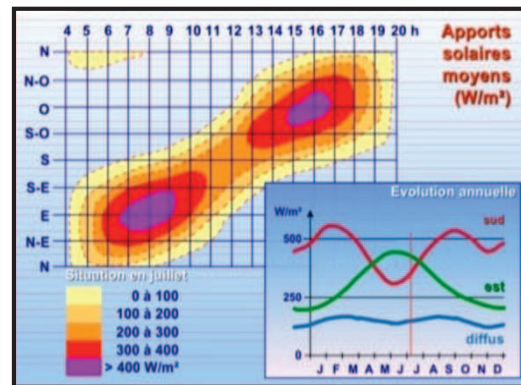 4 5 6 7 8 9 10 11 12 13 14 15 16 17 18 19 20 h
Apports
solaires
moyens
(W/m²)
N
N-O
O
S-O
S
S-E
E
N-E
N
Situation en juillet
0 à 100
100 à 200
200 à 300
300 à 400
> 400 W/m²
Évolution annuelle
W/m²
sud
500
est
250
diffus
0
J F M A M J J A S O N D